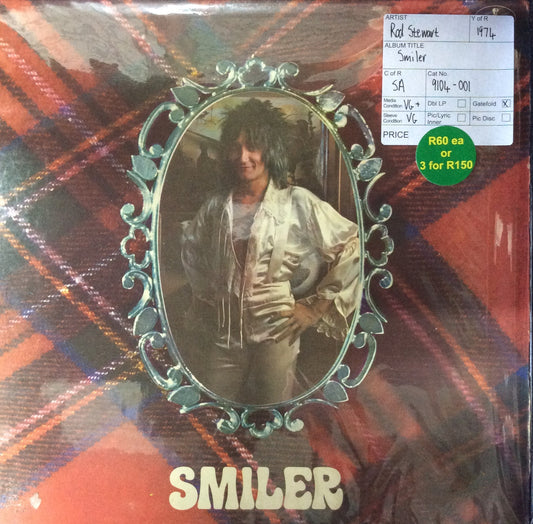 ARTIST
Rod Stewart
Y of R
1974
ALBUM TITLE
Smiler
C of R
SA
Cat No.
9104-001
Media Condition VG+
Dbl LP
Gatefold X
Sleeve Condition VG
Pic/Lyric Inner
Pic Disc
PRICE
R60 ea
or
3 for R150
SMILER